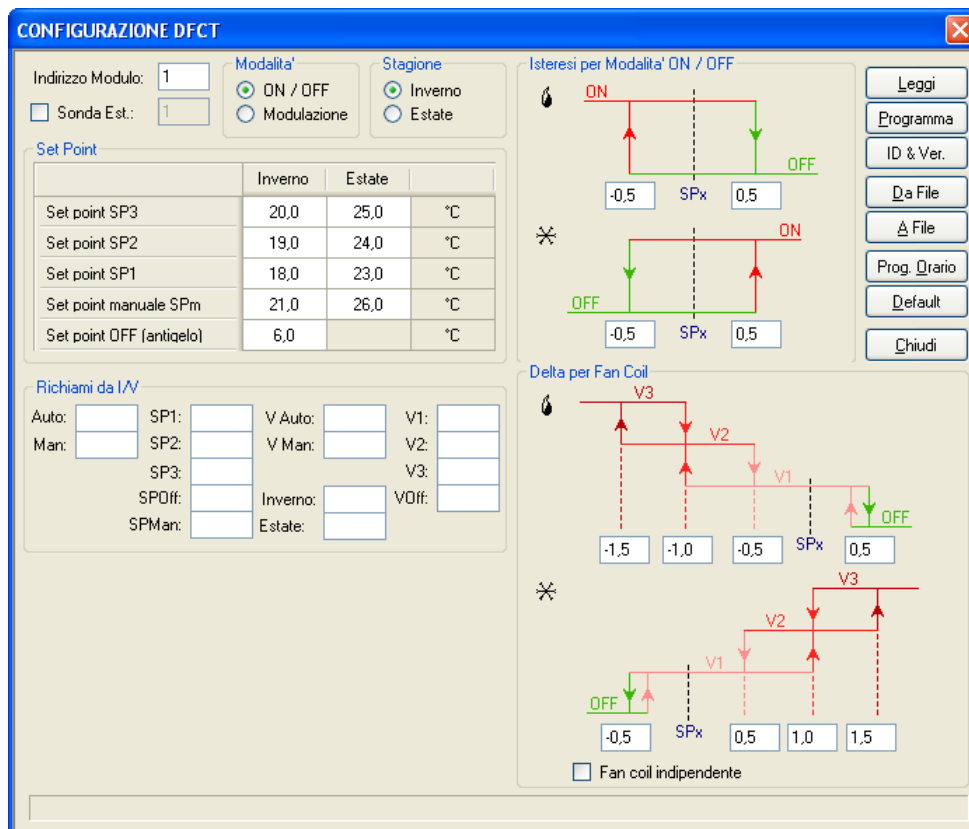 CONFIGURAZIONE DFCT
Indirizzo Modulo: 1
Sonda Est.: 1
Modalita'
ON / OFF
Modulazione
Stagione
Inverno
Estate
Set Point
Inverno Estate
Set point SP3 20,0 25,0 °C
Set point SP2 19,0 24,0 °C
Set point SP1 18,0 23,0 °C
Set point manuale SPm 21,0 26,0 °C
Set point OFF (antigelo) 6,0 °C
Richiami da I/V
Auto: SP1: V Auto: V1:
Man: SP2: V Man: V2:
SP3: V3:
SPOff: Inverno: VOff:
SPMan: Estate:
Isteresi per Modalita' ON / OFF
ON
OFF
-0,5 SPx 0,5
ON
OFF
-0,5 SPx 0,5
Delta per Fan Coil
V3
V2
V1
OFF
-1,5 -1,0 -0,5 SPx 0,5
V3
V2
V1
OFF
-0,5 SPx 0,5 1,0 1,5
Fan coil indipendente
Leggi
Programma
ID & Ver.
Da File
A File
Prog. Orario
Default
Chiudi